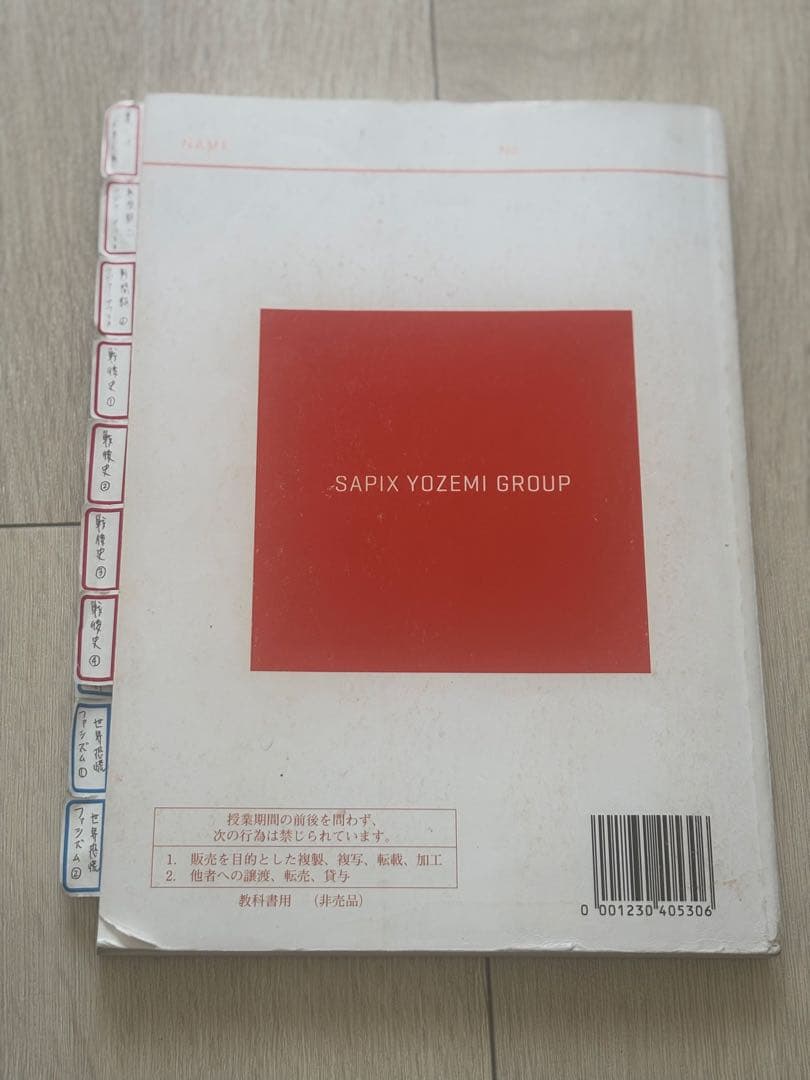 NAME
No.
戦後史①
戦後史②
戦後史③
戦後史④
世界恐慌
ファシズム①
世界恐慌
ファシズム②
SAPIX YOZEMI GROUP
授業期間の前後を問わず、
次の行為は禁じられています。
1. 販売を目的とした複製、複写、転載、加工
2. 他者への譲渡、転売、貸与
教科書用 （非売品）
0 001230 405306